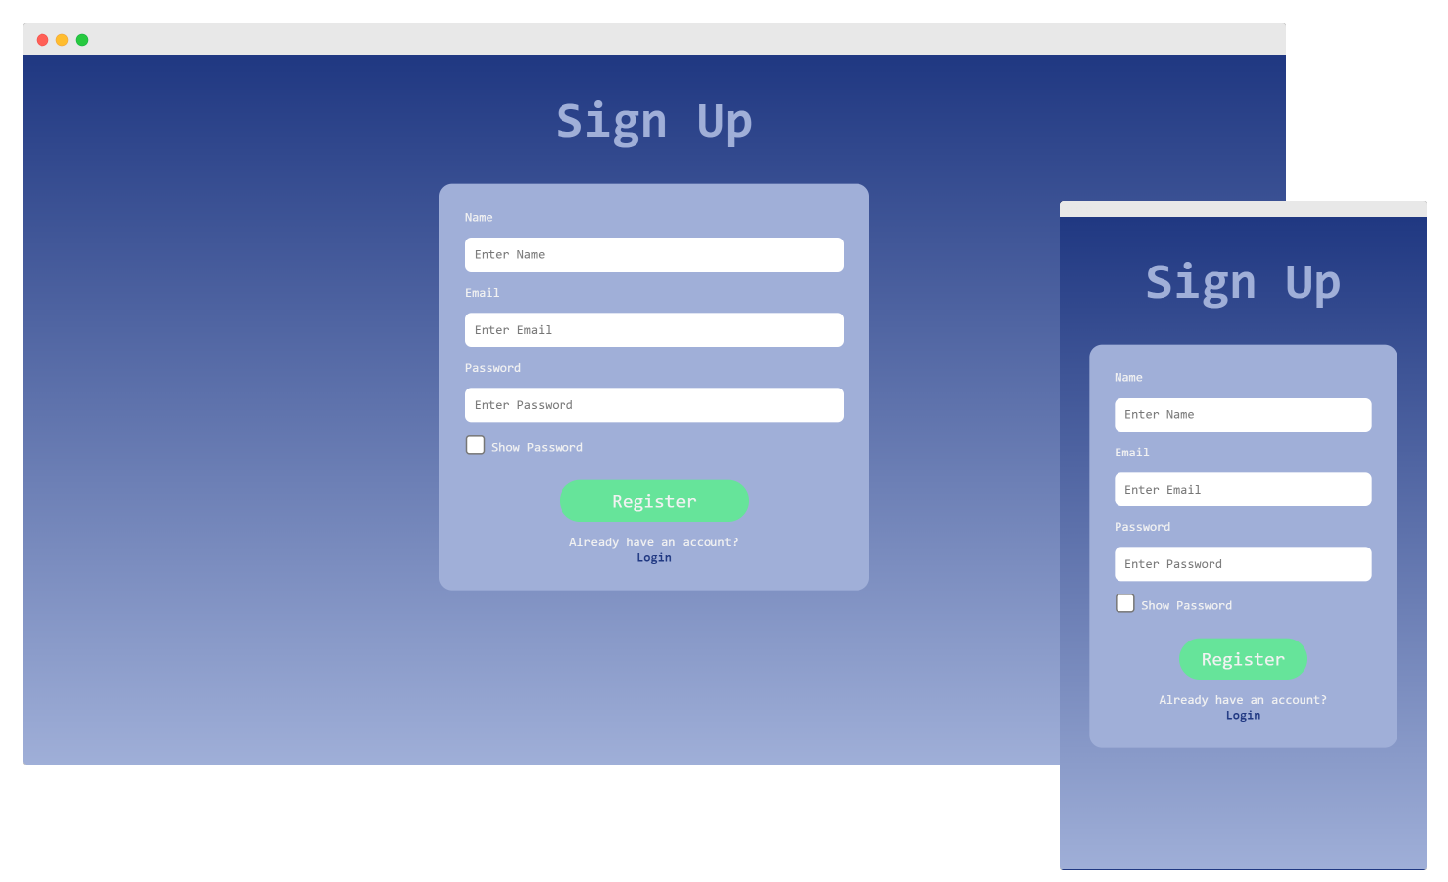 Sign Up
Name
Enter Name
Email
Enter Email
Password
Enter Password
Show Password
Register
Already have an account?
Login
Sign Up
Name
Enter Name
Email
Enter Email
Password
Enter Password
Show Password
Register
Already have an account?
Login